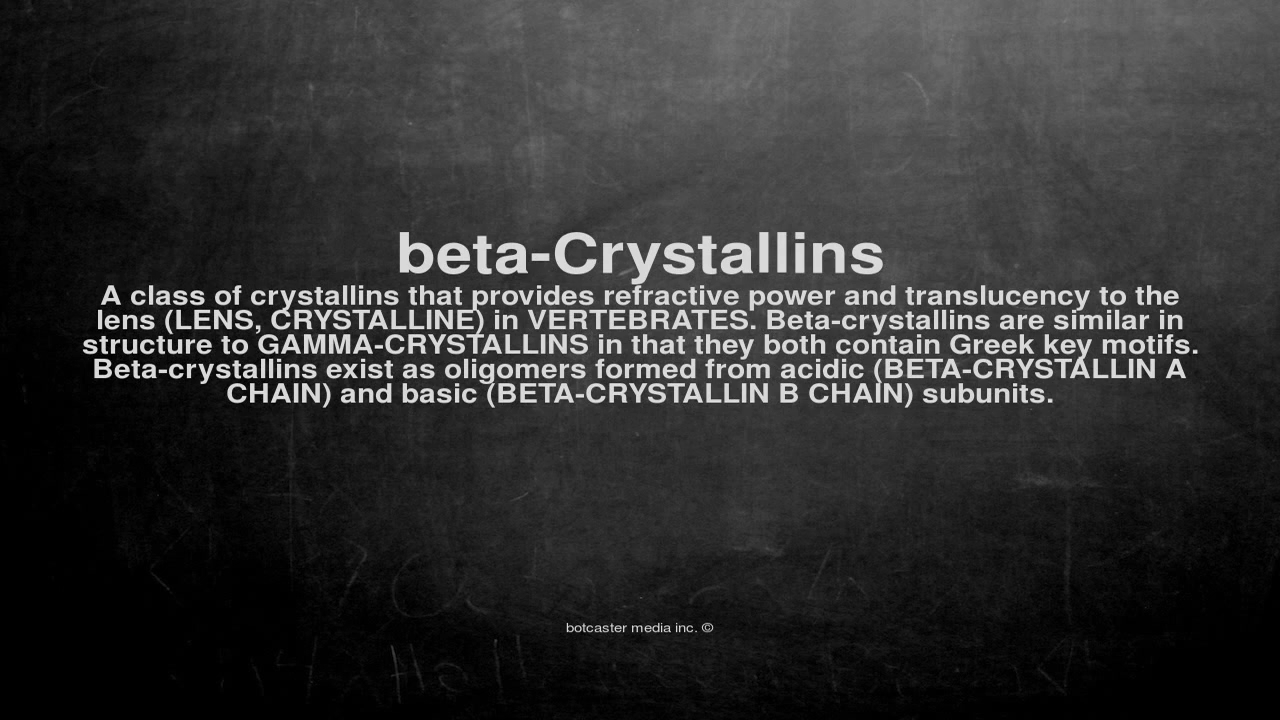 beta-Crystallins
A class of crystallins that provides refractive power and translucency to the
lens (LENS, CRYSTALLINE) in VERTEBRATES. Beta-crystallins are similar in
structure to GAMMA-CRYSTALLINS in that they both contain Greek key motifs.
Beta-crystallins exist as oligomers formed from acidic (BETA-CRYSTALLIN A
CHAIN) and basic (BETA-CRYSTALLIN B CHAIN) subunits.
botcaster media inc. ©